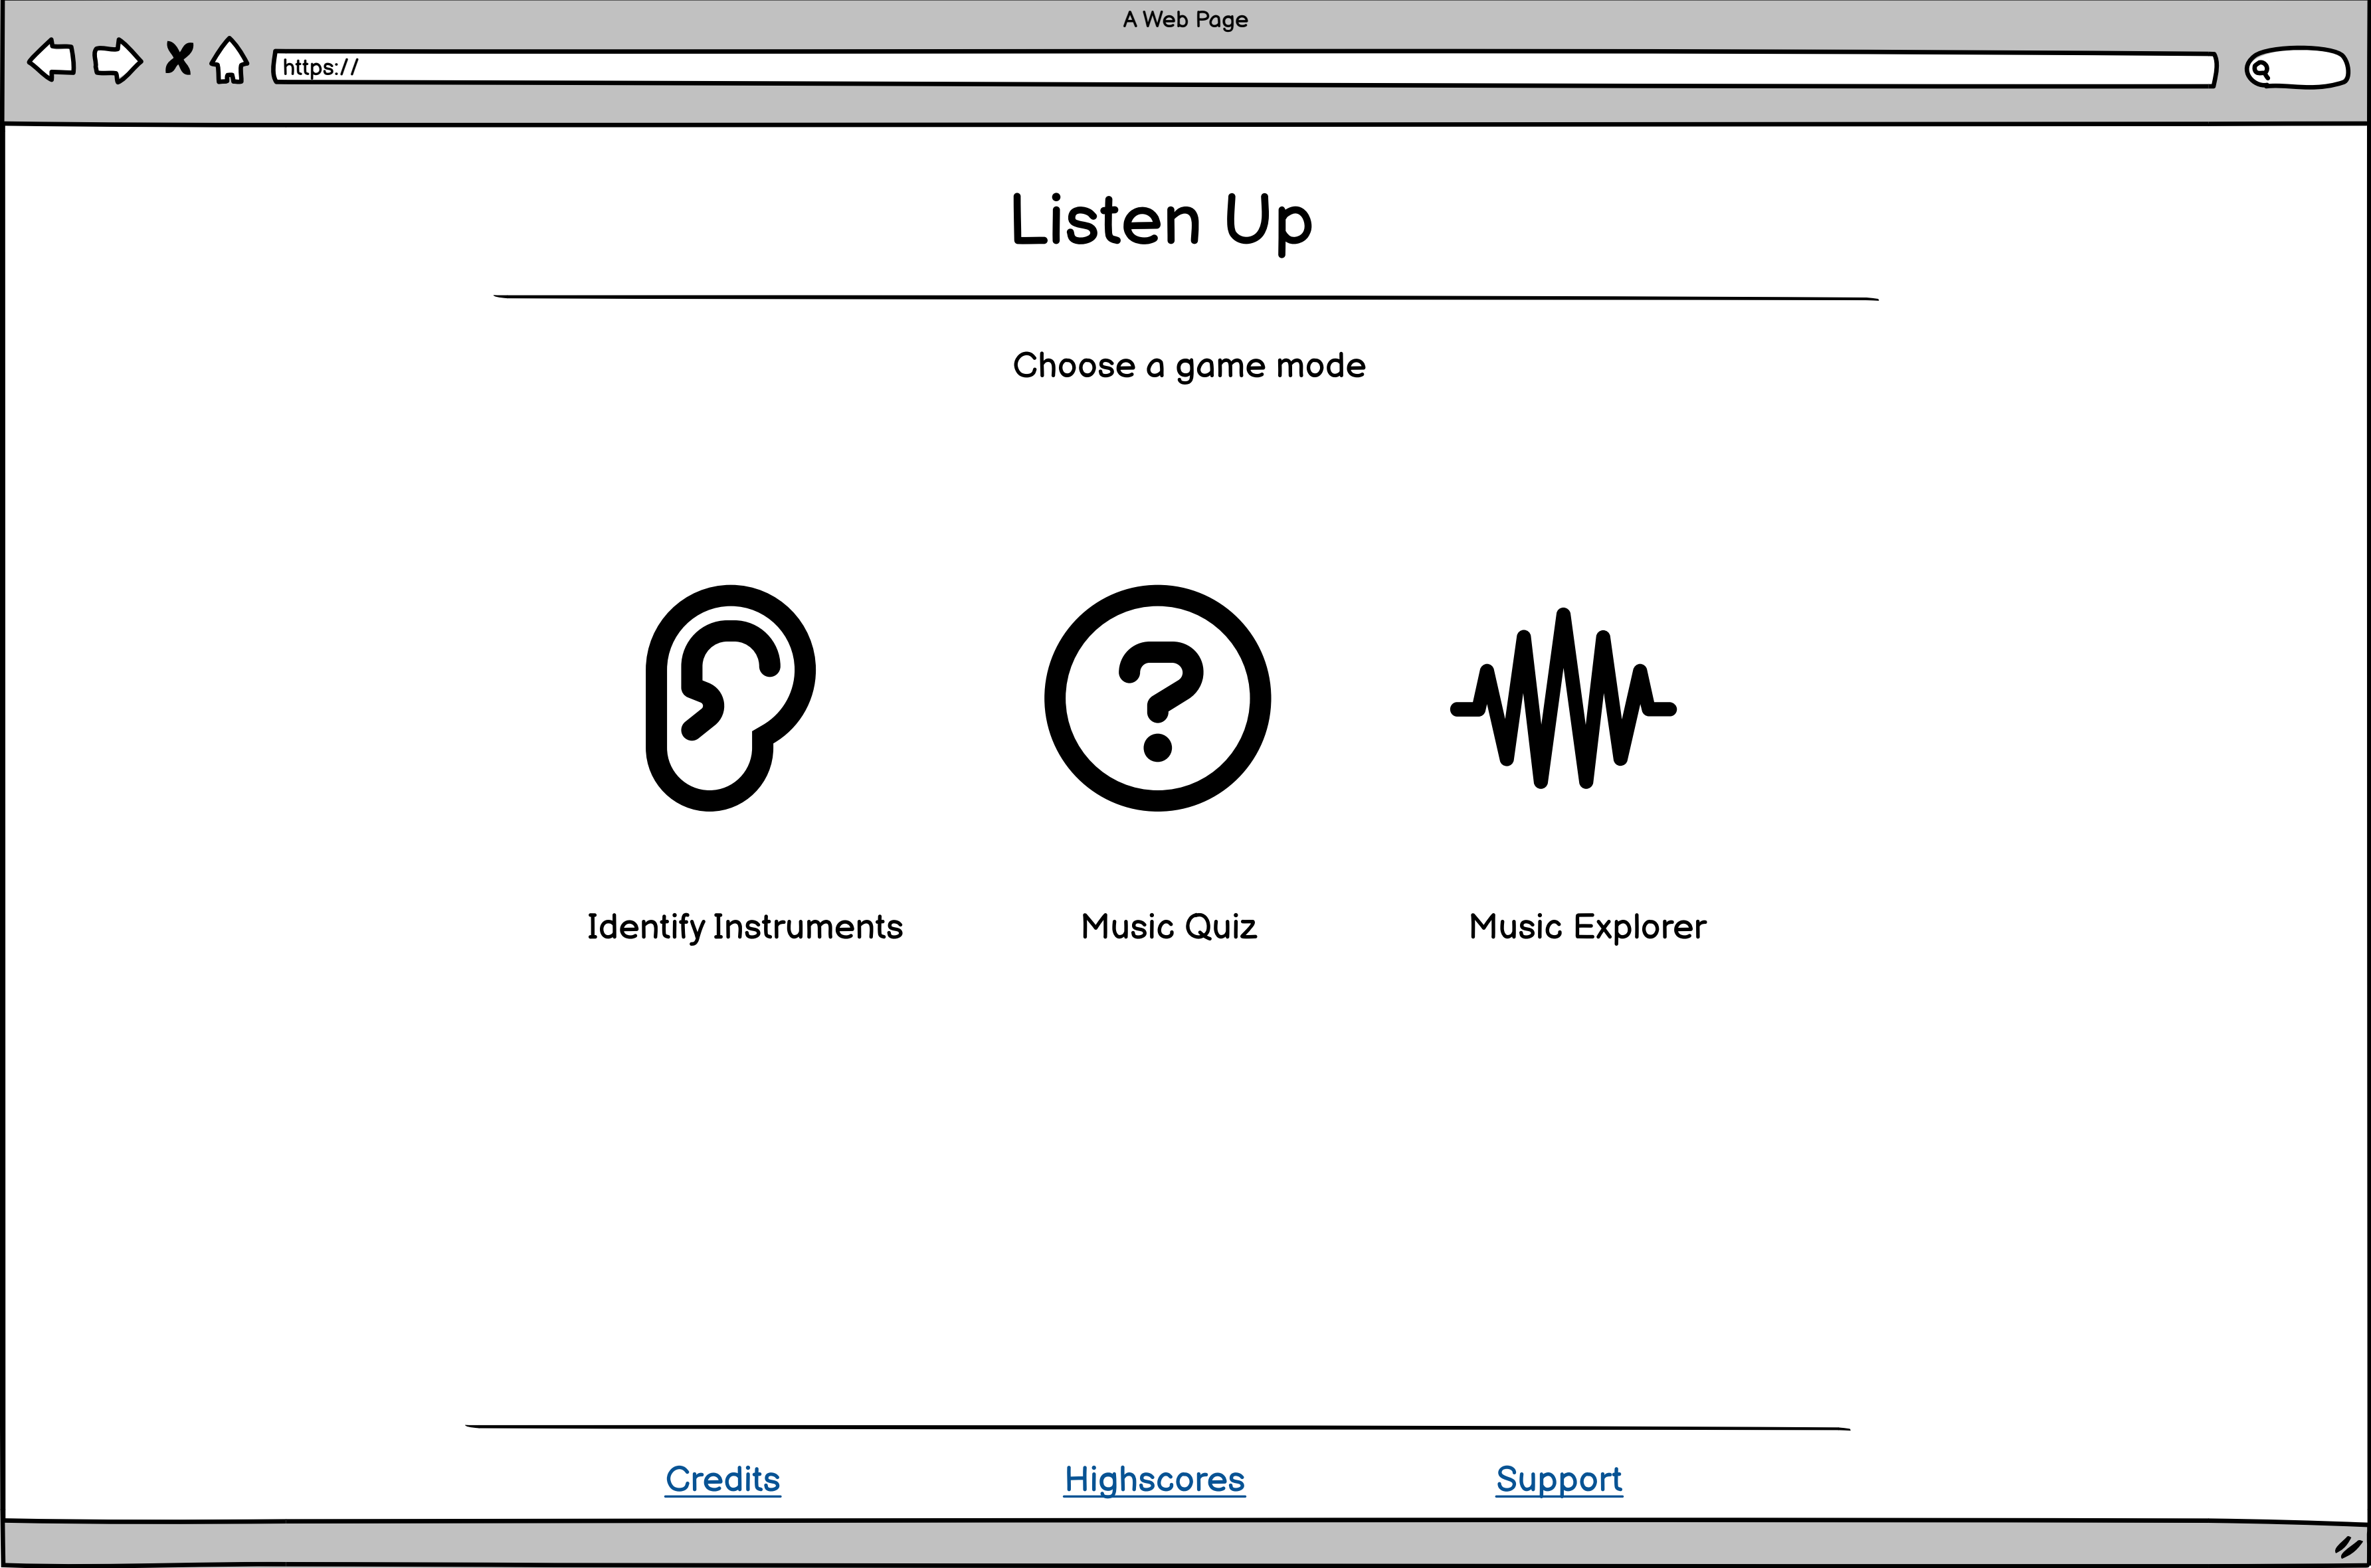 A Web Page
https://
Listen Up
Choose a game mode
Identify Instruments Music Quiz Music Explorer
Credits Highscores Support